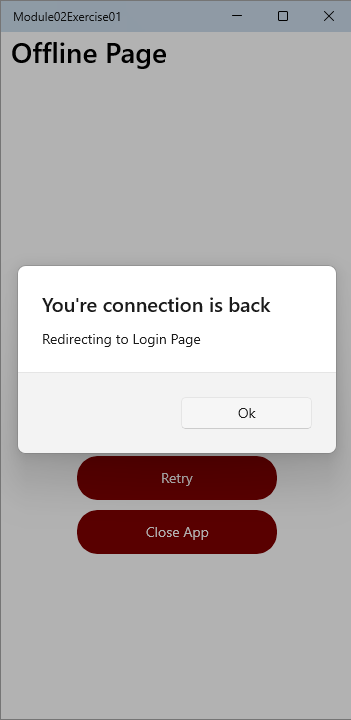 Module02Exercise01
Offline Page
You're connection is back
Redirecting to Login Page
Ok
Retry
Close App